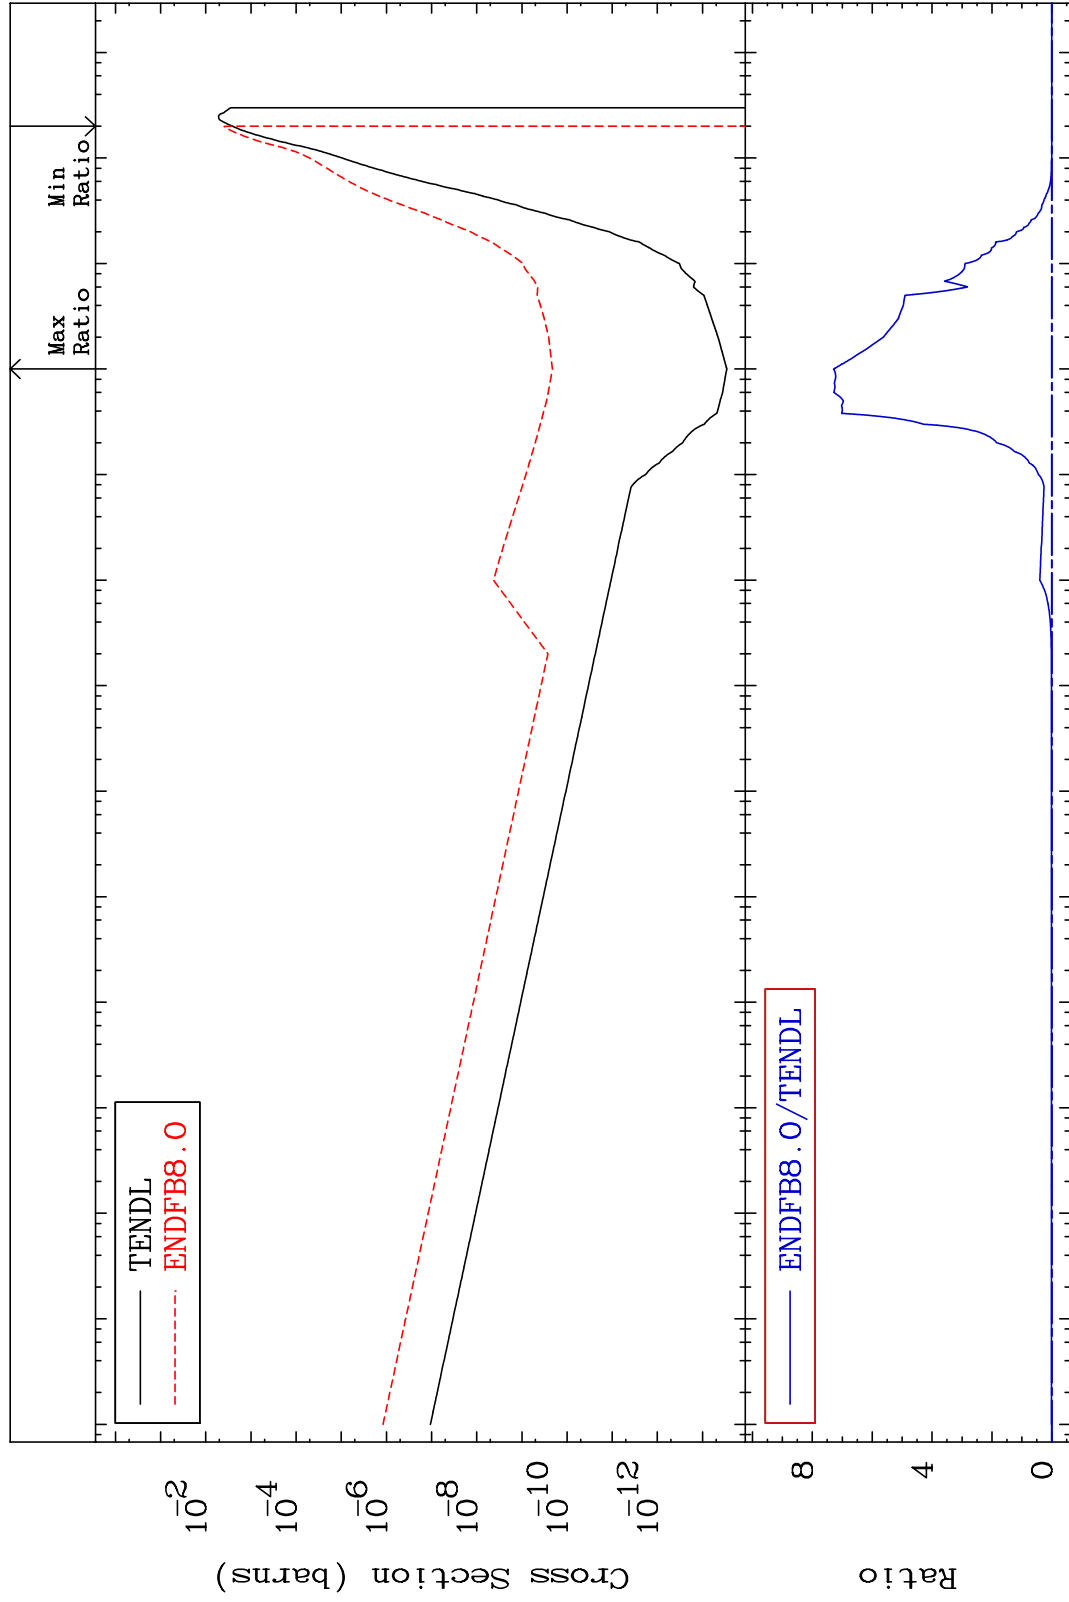 Min
Ratio
Max
Ratio
TENDL
ENDFB8.0
10-2
10-4
10-6
10-8
10-10
10-12
Cross Section (barns)
ENDFB8.0/TENDL
8
4
0
Ratio